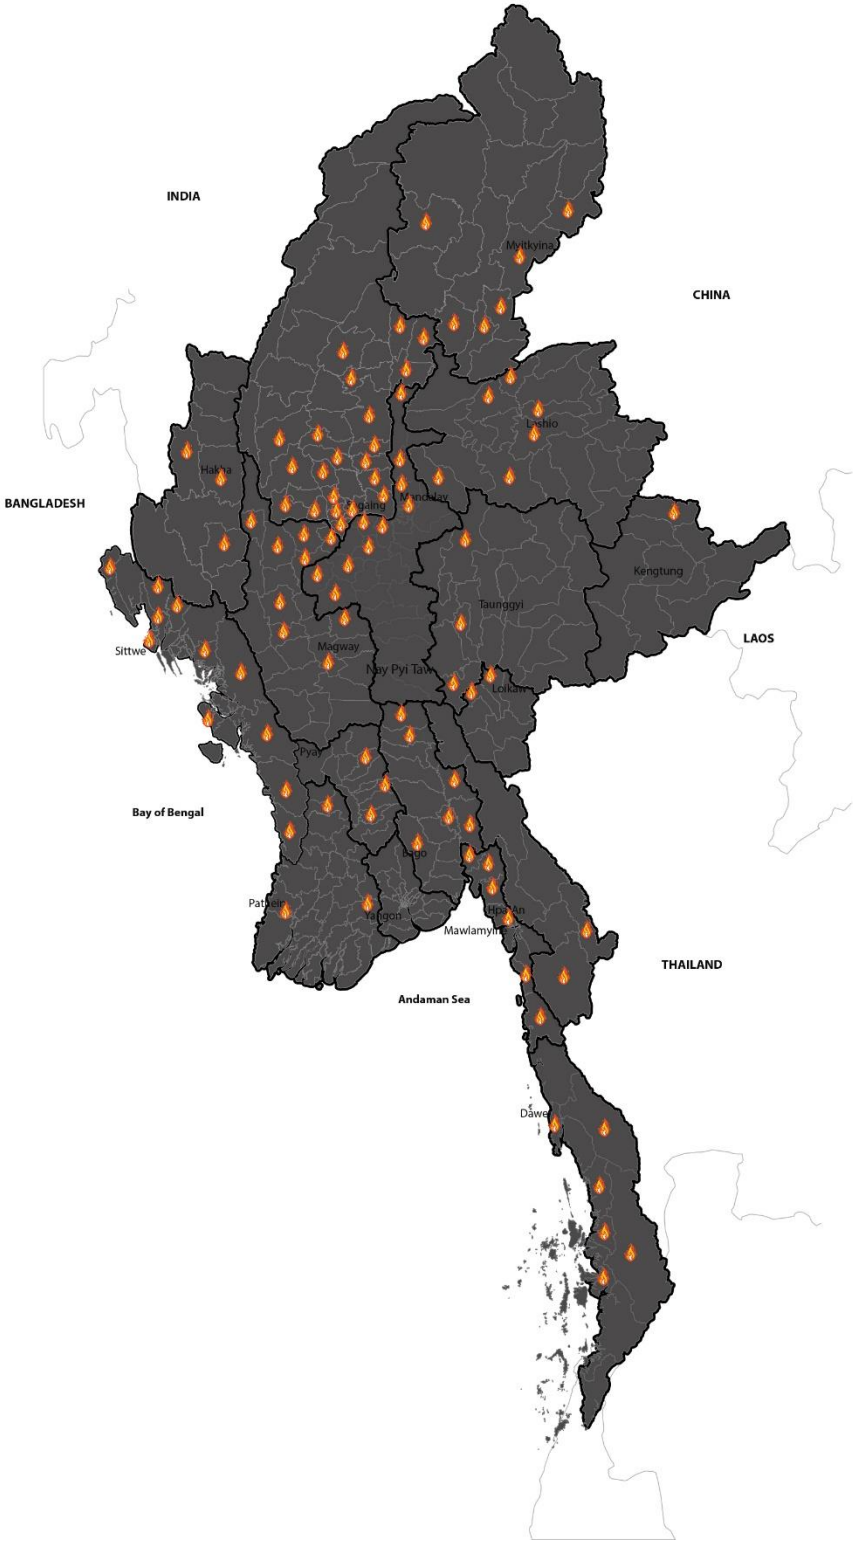 INDIA
Myitkyina
CHINA
Lashio
Hakha
Mandalay
BANGLADESH
Sagaing
Kengtung
Taunggyi
LAOS
Sittwe
Magway
Nay Pyi Taw
Loikaw
Pyay
Bay of Bengal
Bago
Pathein
Yangon
Hpa-An
Mawlamyine
THAILAND
Andaman Sea
Dawei